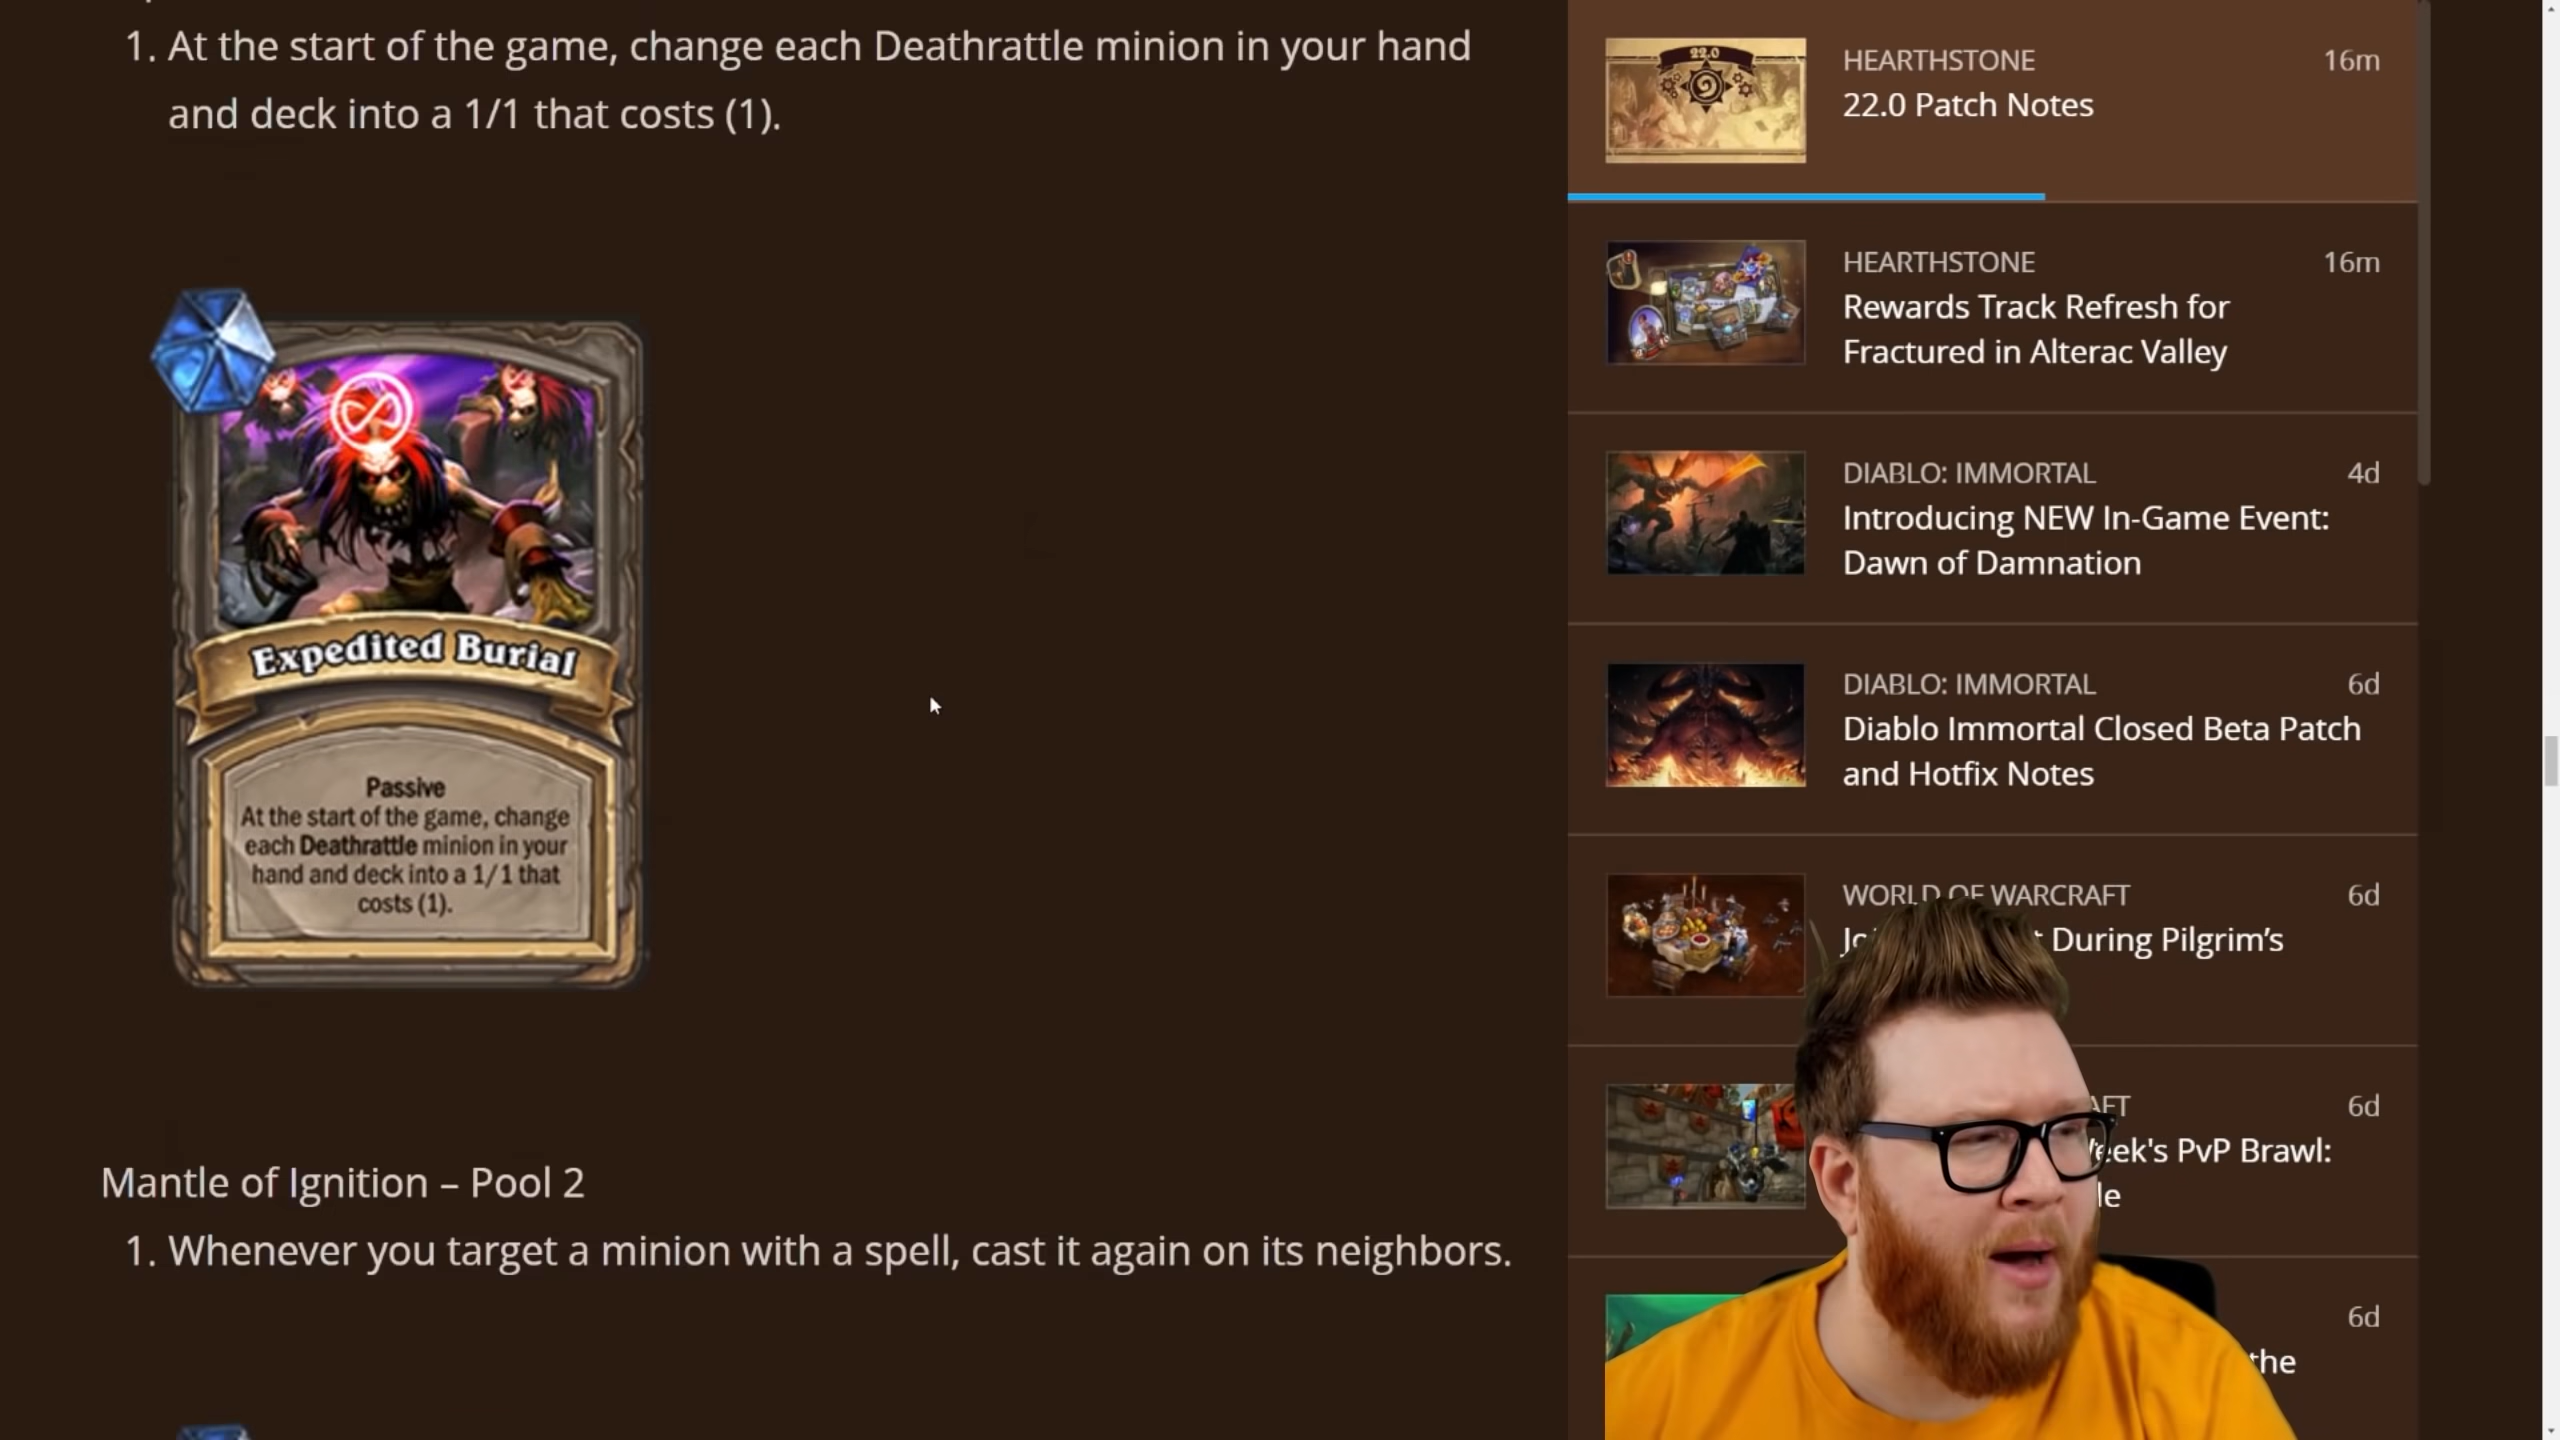 1. At the start of the game, change each Deathrattle minion in your hand
and deck into a 1/1 that costs (1).
Expedited Burial
Passive
At the start of the game, change
each Deathrattle minion in your
hand and deck into a 1/1 that
costs (1).
Mantle of Ignition – Pool 2
1. Whenever you target a minion with a spell, cast it again on its neighbors.
22.0
HEARTHSTONE 16m
22.0 Patch Notes
HEARTHSTONE 16m
Rewards Track Refresh for
Fractured in Alterac Valley
DIABLO: IMMORTAL 4d
Introducing NEW In-Game Event:
Dawn of Damnation
DIABLO: IMMORTAL 6d
Diablo Immortal Closed Beta Patch
and Hotfix Notes
WORLD OF WARCRAFT 6d
During Pilgrim's
6d
PvP Brawl:
6d
the